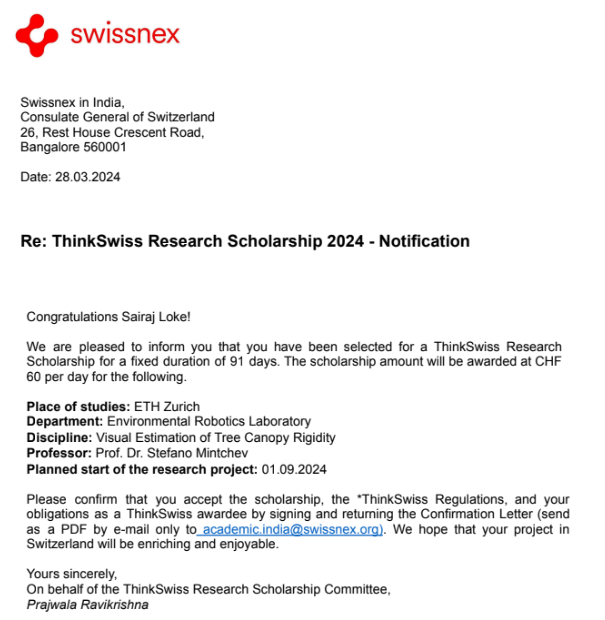 swissnex
Swissnex in India,
Consulate General of Switzerland
26, Rest House Crescent Road,
Bangalore 560001
Date: 28.03.2024
Re: ThinkSwiss Research Scholarship 2024 - Notification
Congratulations Sairaj Loke!
We are pleased to inform you that you have been selected for a ThinkSwiss Research
Scholarship for a fixed duration of 91 days. The scholarship amount will be awarded at CHF
60 per day for the following.
Place of studies: ETH Zurich
Department: Environmental Robotics Laboratory
Discipline: Visual Estimation of Tree Canopy Rigidity
Professor: Prof. Dr. Stefano Mintchev
Planned start of the research project: 01.09.2024
Please confirm that you accept the scholarship, the *ThinkSwiss Regulations, and your
obligations as a ThinkSwiss awardee by signing and returning the Confirmation Letter (send
as a PDF by e-mail only to academic.india@swissnex.org). We hope that your project in
Switzerland will be enriching and enjoyable.
Yours sincerely,
On behalf of the ThinkSwiss Research Scholarship Committee,
Prajwala Ravikrishna